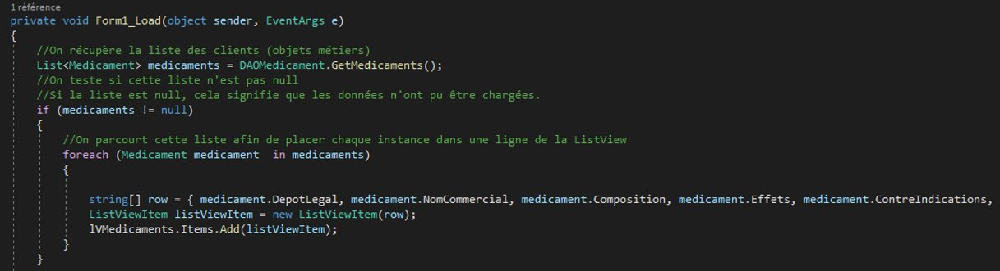 1 référence
private void Form1_Load(object sender, EventArgs e)
{
//On récupère la liste des clients (objets métiers)
List<Medicament> medicaments = DAOMedicament.GetMedicaments();
//On teste si cette liste n'est pas null
//Si la liste est null, cela signifie que les données n'ont pu être chargées.
if (medicaments != null)
{
//On parcourt cette liste afin de placer chaque instance dans une ligne de la ListView
foreach (Medicament medicament  in medicaments)
{
string[] row = { medicament.DepotLegal, medicament.NomCommercial, medicament.Composition, medicament.Effets, medicament.ContreIndications,
ListViewItem listViewItem = new ListViewItem(row);
lVMedicaments.Items.Add(listViewItem);
}
}